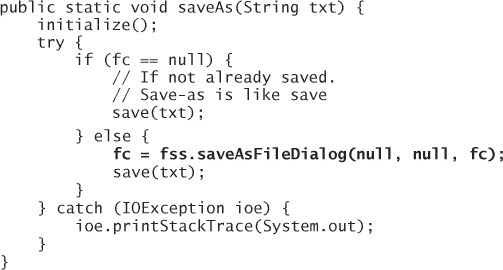 public static void saveAs(String txt) {
    initialize();
    try {
        if (fc == null) {
            // If not already saved.
            // Save-as is like save
            save(txt);
        } else {
            fc = fss.saveAsFileDialog(null, null, fc);
            save(txt);
        }
    } catch (IOException ioe) {
        ioe.printStackTrace(System.out);
    }
}